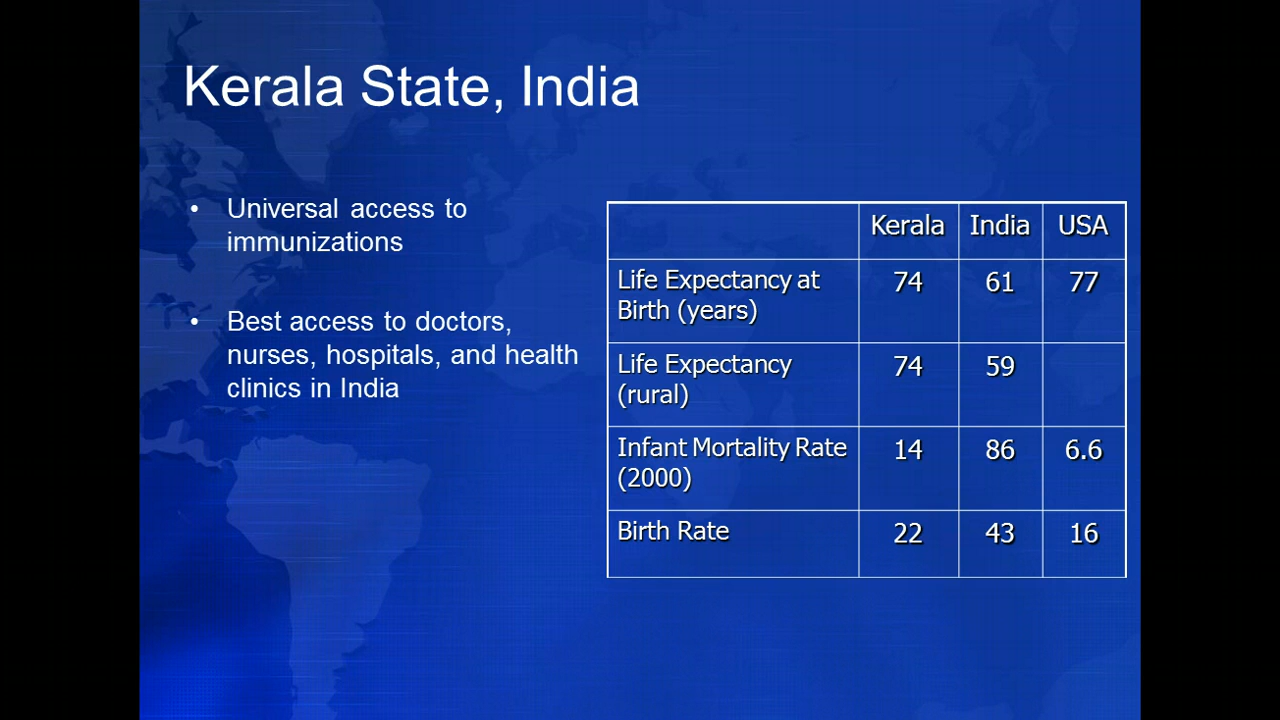 Kerala State, India
• Universal access to
immunizations
• Best access to doctors,
nurses, hospitals, and health
clinics in India
Kerala India USA
Life Expectancy at
Birth (years) 74 61 77
Life Expectancy
(rural) 74 59
Infant Mortality Rate
(2000) 14 86 6.6
Birth Rate 22 43 16